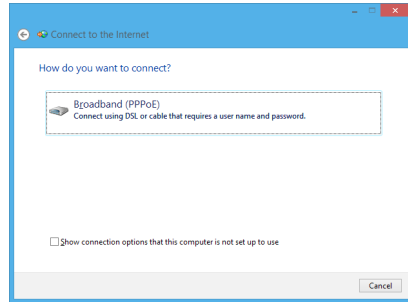 Connect to the Internet
How do you want to connect?
Broadband (PPPoE)
Connect using DSL or cable that requires a user name and password.
Show connection options that this computer is not set up to use
Cancel